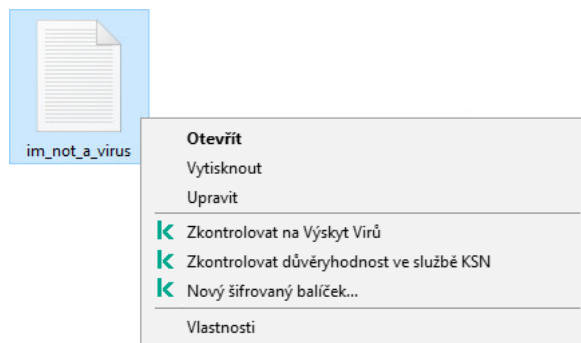 im_not_a_virus
Otevřít
Vytisknout
Upravit
Zkontrolovat na Výskyt Virů
Zkontrolovat důvěryhodnost ve službě KSN
Nový šifrovaný balíček...
Vlastnosti